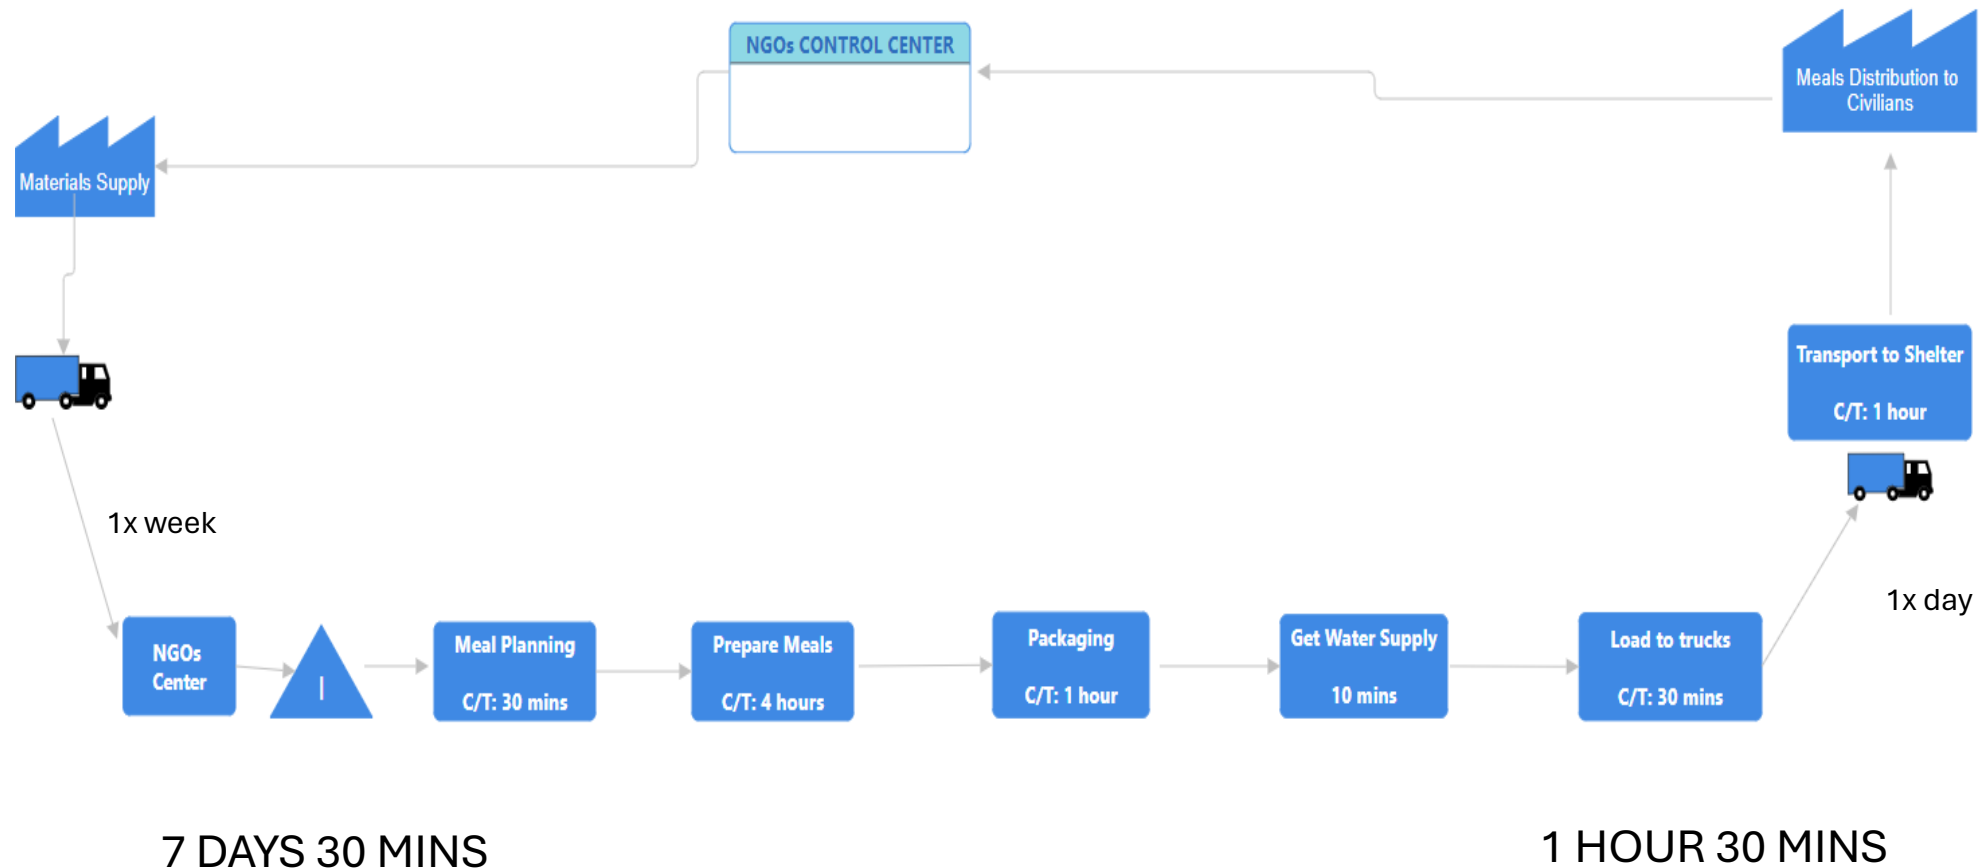 NGOs CONTROL CENTER
Meals Distribution to
Civilians
Materials Supply
Transport to Shelter
C/T: 1 hour
1x week
1x day
NGOs
Center
I
Meal Planning
C/T: 30 mins
Prepare Meals
C/T: 4 hours
Packaging
C/T: 1 hour
Get Water Supply
10 mins
Load to trucks
C/T: 30 mins
7 DAYS 30 MINS
1 HOUR 30 MINS